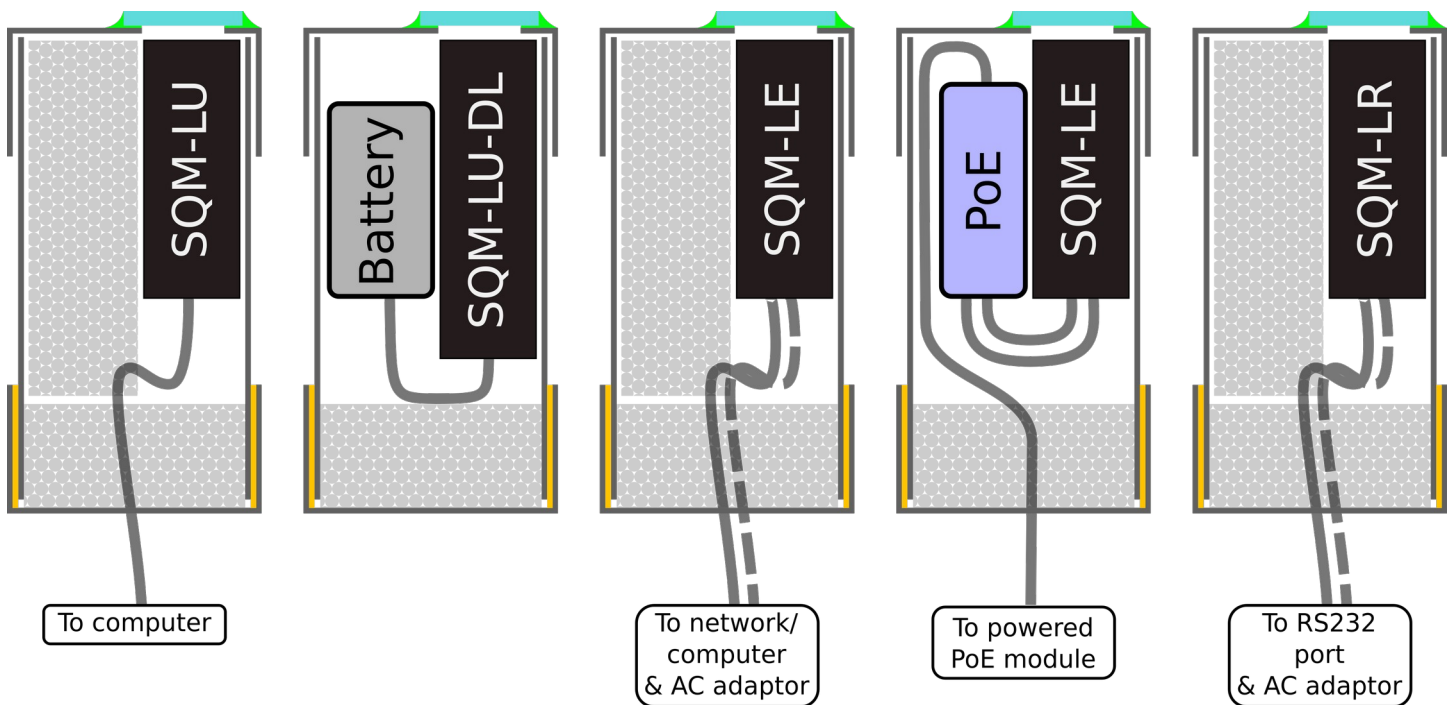 SQM-LU
To computer
Battery
SQM-LU-DL
SQM-LE
To network/
computer
& AC adaptor
PoE
SQM-LE
To powered
PoE module
SQM-LR
To RS232
port
& AC adaptor